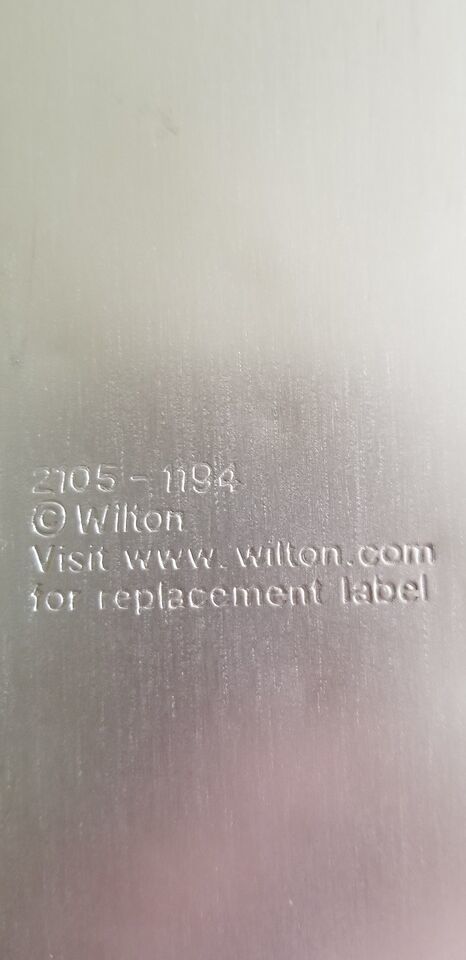 2105-1194
© Wilton
Visit www.wilton.com
for replacement label